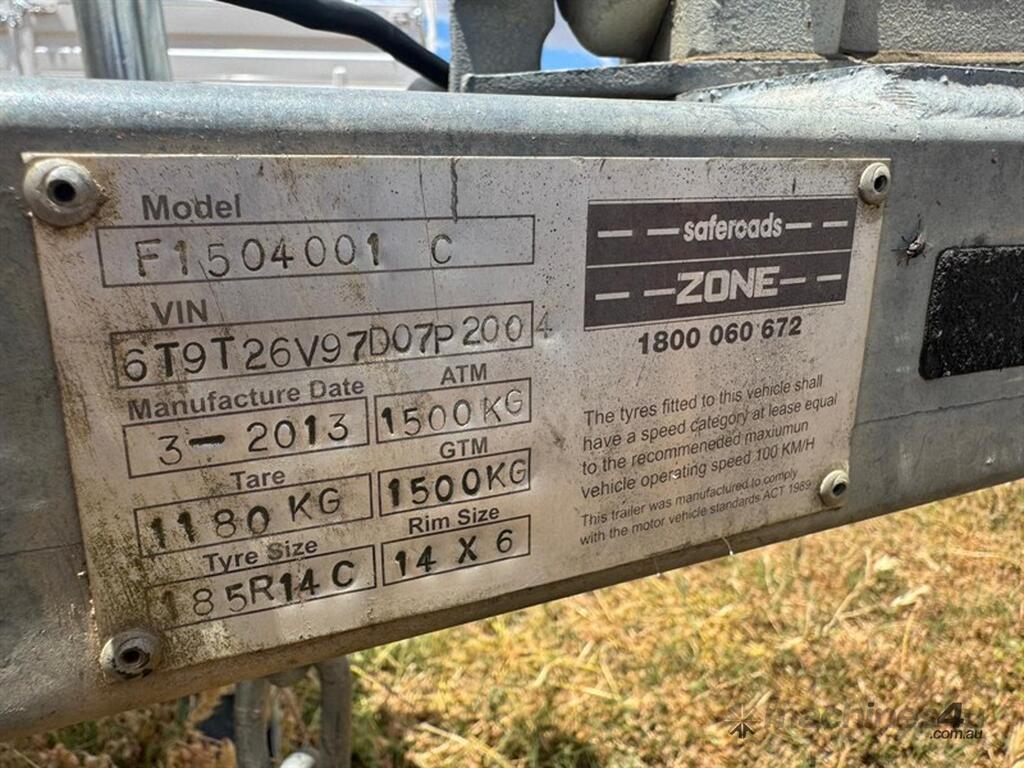 Model
F1504001 C
VIN
6T9T26V97D07P2004
Manufacture Date
3-2013
ATM
1500KG
Tare
1180 KG
GTM
1500KG
Tyre Size
185R14C
Rim Size
14 X 6
saferoads
ZONE
1800 060 672
The tyres fitted to this vehicle shall
have a speed category at lease equal
to the recommeneded maxiumun
vehicle operating speed 100 KM/H
This trailer was manufactured to comply
with the motor vehicle standards ACT 1989.
machines4u
.com.au